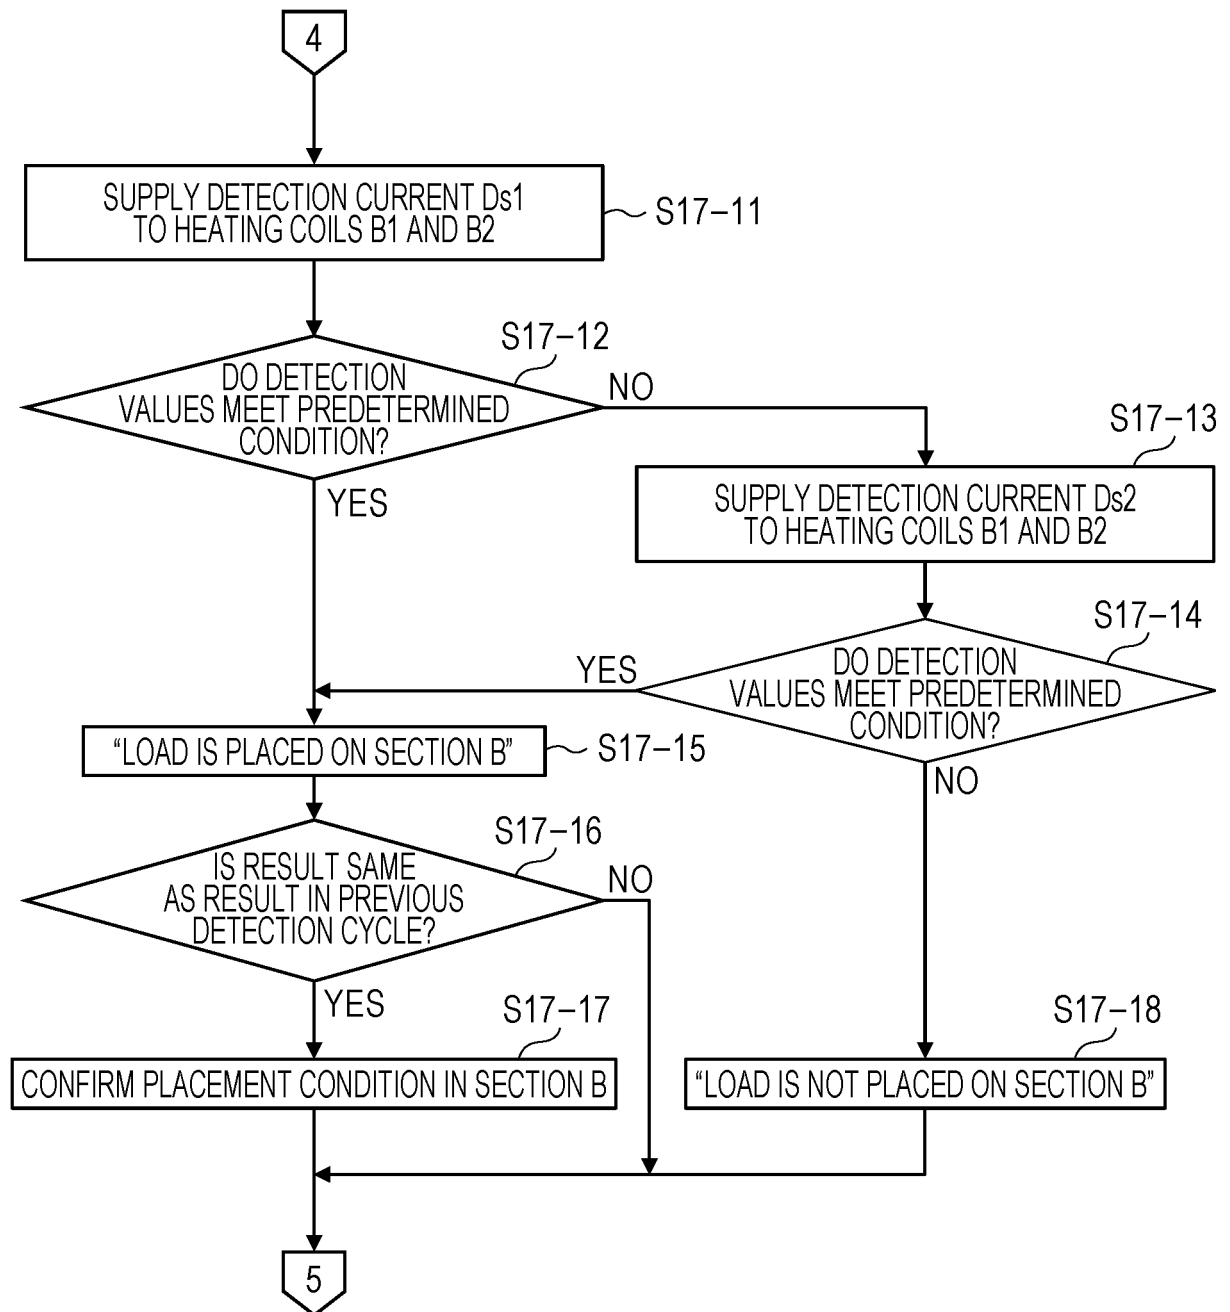 4
SUPPLY DETECTION CURRENT Ds1
TO HEATING COILS B1 AND B2
S17–11
S17–12
DO DETECTION
VALUES MEET PREDETERMINED
CONDITION?
NO
YES
S17–13
SUPPLY DETECTION CURRENT Ds2
TO HEATING COILS B1 AND B2
S17–14
DO DETECTION
VALUES MEET PREDETERMINED
CONDITION?
YES
NO
“LOAD IS PLACED ON SECTION B”
S17–15
S17–16
IS RESULT SAME
AS RESULT IN PREVIOUS
DETECTION CYCLE?
NO
YES
S17–17
CONFIRM PLACEMENT CONDITION IN SECTION B
S17–18
“LOAD IS NOT PLACED ON SECTION B”
5